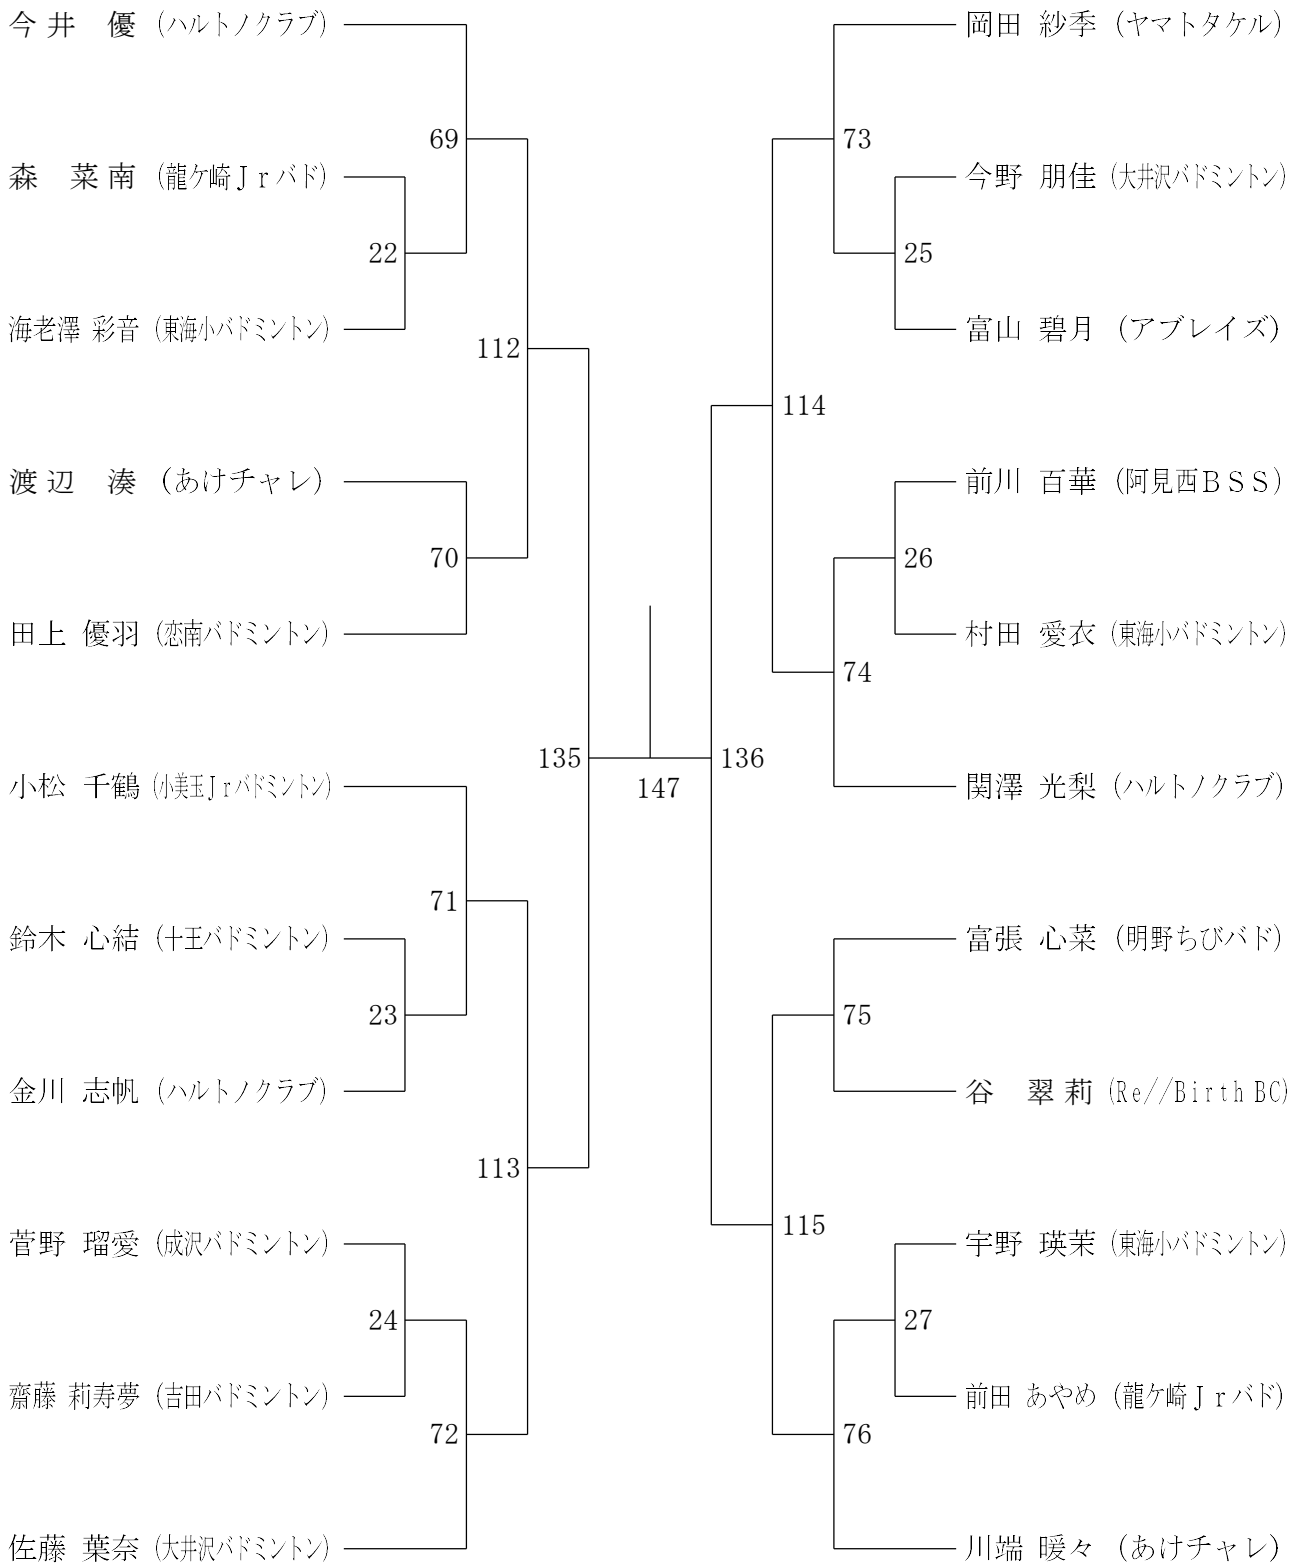 今井 優 (ハルトノクラブ)
69
森 菜南 (龍ケ崎Ｊｒバド)
22
海老澤 彩音 (東海小バドミントン)
112
渡辺 湊 (あけチャレ)
70
田上 優羽 (恋南バドミントン)
135
小松 千鶴 (小美玉Ｊｒバドミントン)
71
鈴木 心結 (十王バドミントン)
23
金川 志帆 (ハルトノクラブ)
113
菅野 瑠愛 (成沢バドミントン)
24
齋藤 莉寿夢 (吉田バドミントン)
72
佐藤 葉奈 (大井沢バドミントン)
147
岡田 紗季 (ヤマトタケル)
73
今野 朋佳 (大井沢バドミントン)
25
富山 碧月 (アブレイズ)
114
前川 百華 (阿見西ＢＳＳ)
26
村田 愛衣 (東海小バドミントン)
74
136
関澤 光梨 (ハルトノクラブ)
富張 心菜 (明野ちびバド)
75
谷 翠莉 (Re//Birth BC)
115
宇野 瑛茉 (東海小バドミントン)
27
前田 あやめ (龍ケ崎Ｊｒバド)
76
川端 暖々 (あけチャレ)